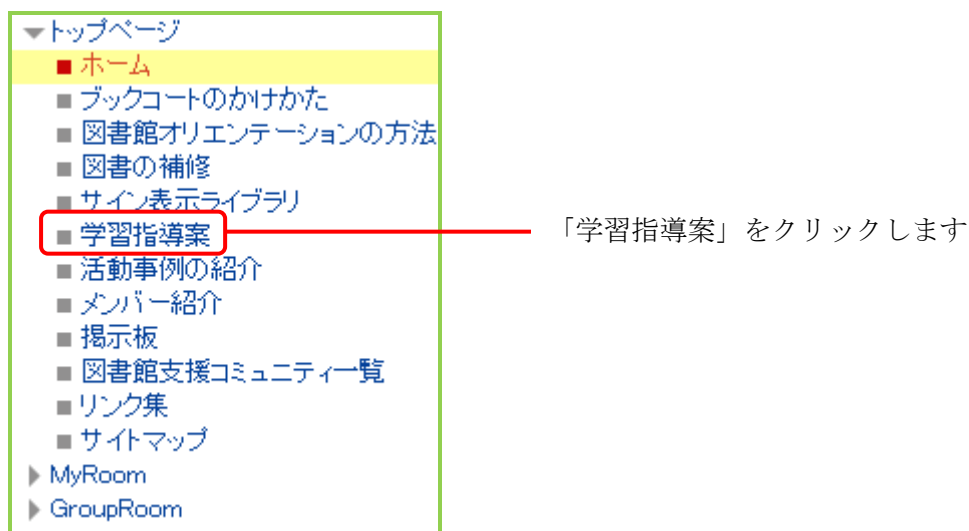 トップページ
ホーム
ブックコートのかけかた
図書館オリエンテーションの方法
図書の補修
サイン表示ライブラリ
学習指導案
「学習指導案」をクリックします
活動事例の紹介
メンバー紹介
掲示板
図書館支援コミュニティ一覧
リンク集
サイトマップ
MyRoom
GroupRoom